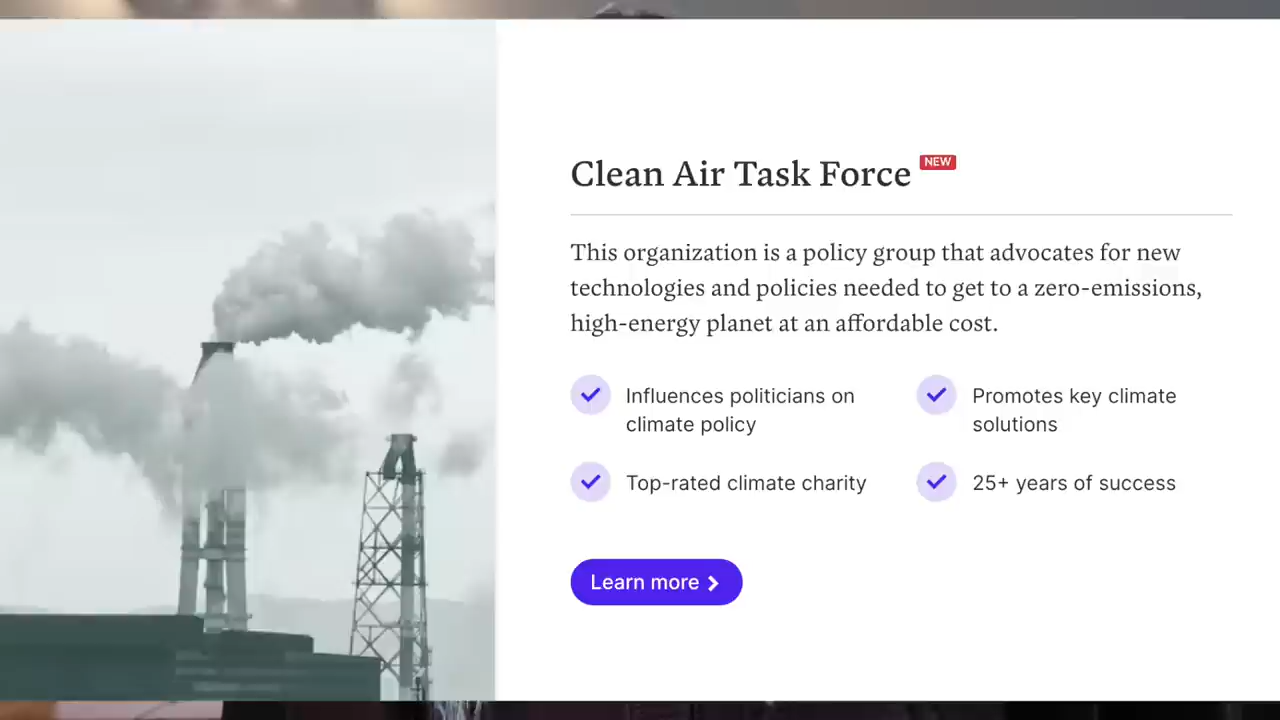 Clean Air Task Force NEW
This organization is a policy group that advocates for new
technologies and policies needed to get to a zero-emissions,
high-energy planet at an affordable cost.
Influences politicians on
climate policy
Promotes key climate
solutions
Top-rated climate charity
25+ years of success
Learn more